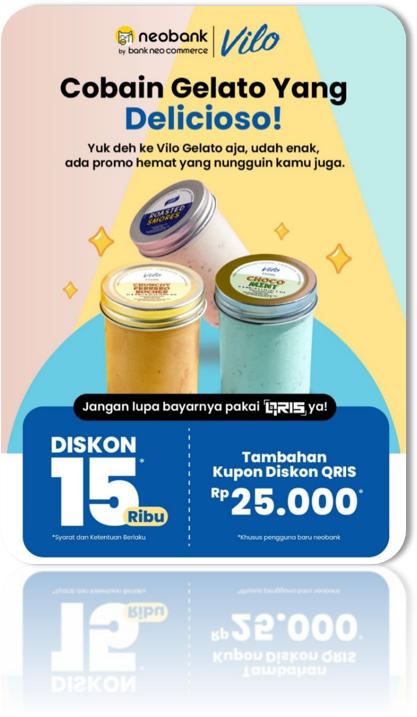 neobank
by bank neo commerce
Vilo
Cobain Gelato Yang
Delicioso!
Yuk deh ke Vilo Gelato aja, udah enak,
ada promo hemat yang nungguin kamu juga.
ROASTED
SMORES
Vilo
CRUNCHY
FERRERO
ROCHER
Vilo
CHOCO
MINT
Jangan lupa bayarnya pakai QRIS ya!
DISKON
15*
Ribu
*Syarat dan Ketentuan Berlaku
Tambahan
Kupon Diskon QRIS
Rp 25.000*
*Khusus pengguna baru neobank